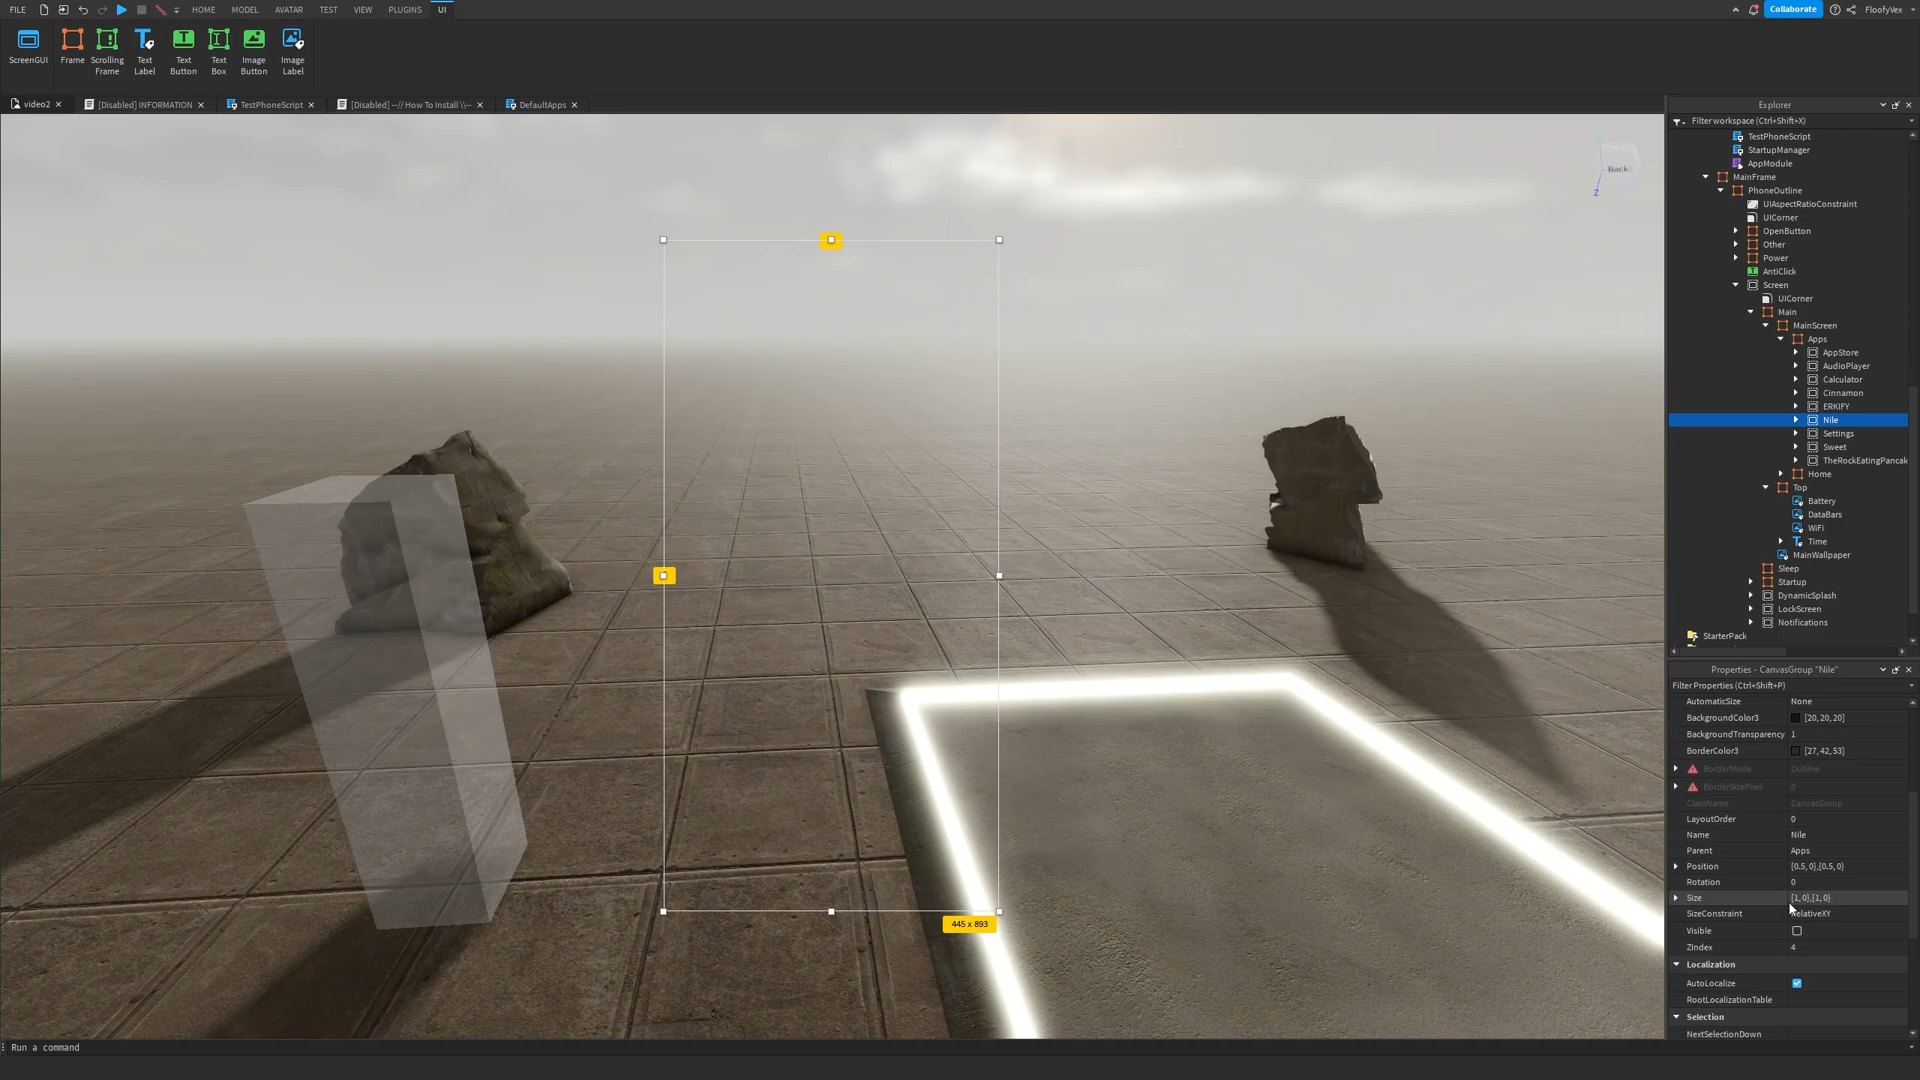 FILE HOME MODEL AVATAR TEST VIEW PLUGINS UI Collaborate FloofyVex
ScreenGUI
Frame
Scrolling Frame
Text Label
Text Button
Text Box
Image Button
Image Label
video2 [Disabled] INFORMATION TestPhoneScript [Disabled] --// How To Install \\-- DefaultApps
Back
Z
445 x 893
Explorer
Filter workspace (Ctrl+Shift+X)
TestPhoneScript
StartupManager
AppModule
MainFrame
PhoneOutline
UIAspectRatioConstraint
UICorner
OpenButton
Other
Power
AntiClick
Screen
UICorner
Main
MainScreen
Apps
AppStore
AudioPlayer
Calculator
Cinnamon
ERKIFY
Nile
Settings
Sweet
TheRockEatingPancak
Home
Top
Battery
DataBars
WiFi
Time
MainWallpaper
Sleep
Startup
DynamicSplash
LockScreen
Notifications
StarterPack
Properties - CanvasGroup "Nile"
Filter Properties (Ctrl+Shift+P)
AutomaticSize None
BackgroundColor3 [20, 20, 20]
BackgroundTransparency 1
BorderColor3 [27, 42, 53]
BorderMode Outline
BorderSizePixel 0
ClassName CanvasGroup
LayoutOrder 0
Name Nile
Parent Apps
Position {0.5, 0},{0.5, 0}
Rotation 0
Size {1, 0},{1, 0}
SizeConstraint RelativeXY
Visible
ZIndex 4
Localization
AutoLocalize
RootLocalizationTable
Selection
NextSelectionDown
Run a command